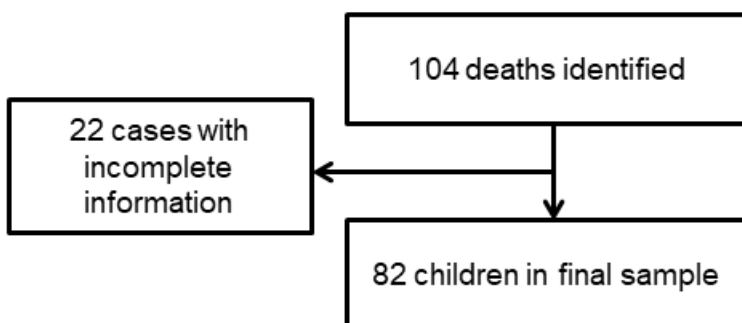 104 deaths identified
22 cases with
incomplete
information
82 children in final sample